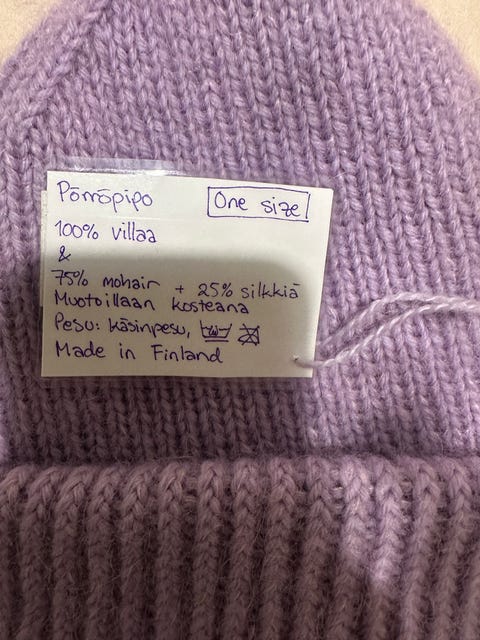 Pörröpipo One size
100% villaa
&
75% mohair + 25% silkkiä
Muotoillaan kosteana
Pesu: käsinpesu,
Made in Finland